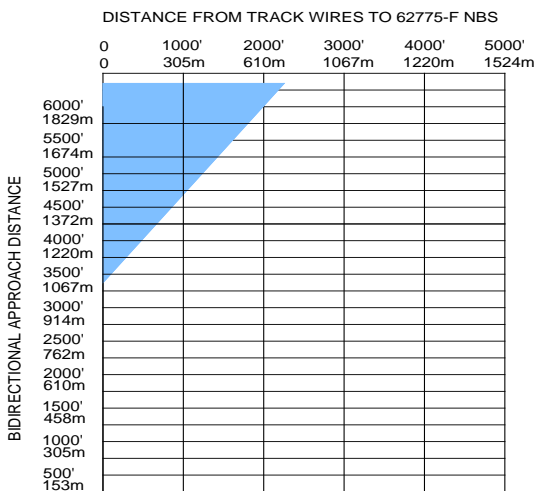 DISTANCE FROM TRACK WIRES TO 62775-F NBS
0 1000' 2000' 3000' 4000' 5000'
0 305m 610m 1067m 1220m 1524m
BIDIRECTIONAL APPROACH DISTANCE
6000'
1829m
5500'
1674m
5000'
1527m
4500'
1372m
4000'
1220m
3500'
1067m
3000'
914m
2500'
762m
2000'
610m
1500'
458m
1000'
305m
500'
153m